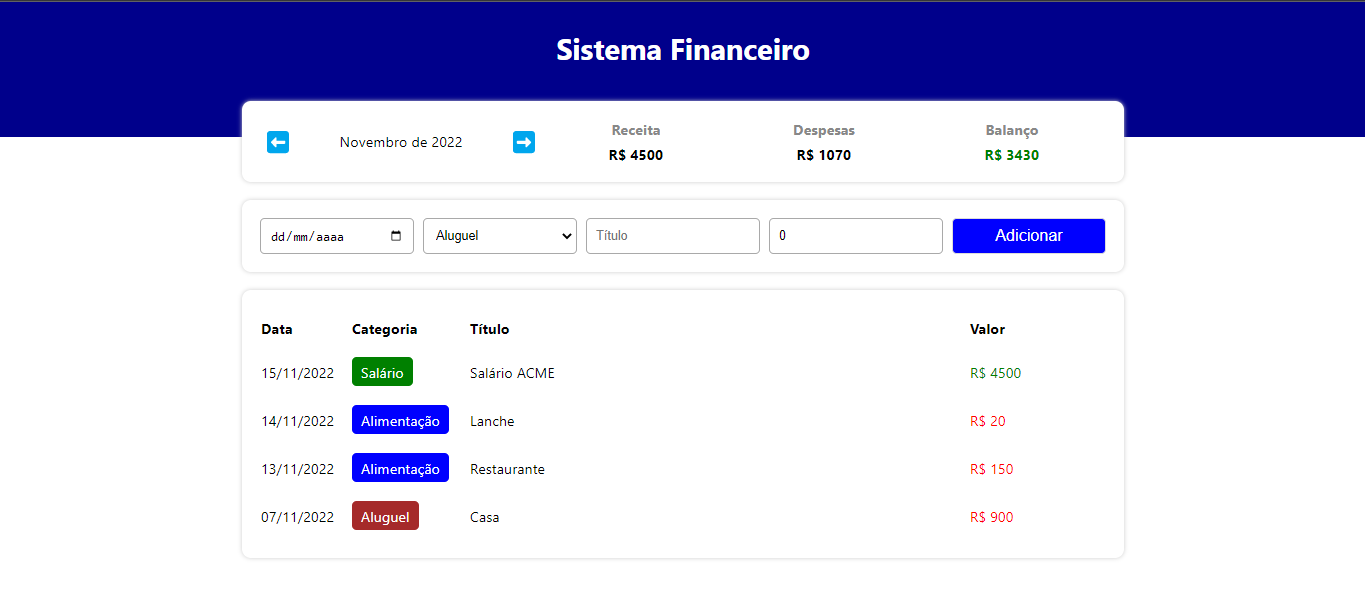 Sistema Financeiro
Novembro de 2022
Receita
R$ 4500
Despesas
R$ 1070
Balanço
R$ 3430
dd/mm/aaaa
Aluguel
Título
0
Adicionar
Data Categoria Título Valor
15/11/2022 Salário Salário ACME R$ 4500
14/11/2022 Alimentação Lanche R$ 20
13/11/2022 Alimentação Restaurante R$ 150
07/11/2022 Aluguel Casa R$ 900